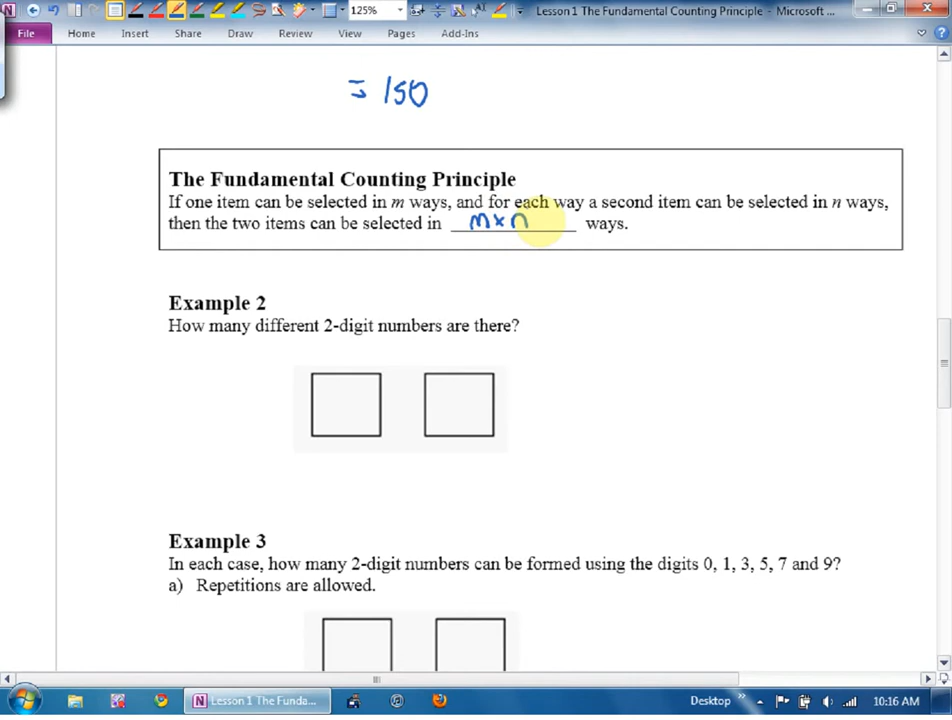 125%
Lesson 1 The Fundamental Counting Principle - Microsoft ...
File Home Insert Share Draw Review View Pages Add-Ins
= 150
The Fundamental Counting Principle
If one item can be selected in m ways, and for each way a second item can be selected in n ways,
then the two items can be selected in m×n ways.
Example 2
How many different 2-digit numbers are there?
Example 3
In each case, how many 2-digit numbers can be formed using the digits 0, 1, 3, 5, 7 and 9?
a) Repetitions are allowed.
Lesson 1 The Funda... Desktop 10:16 AM